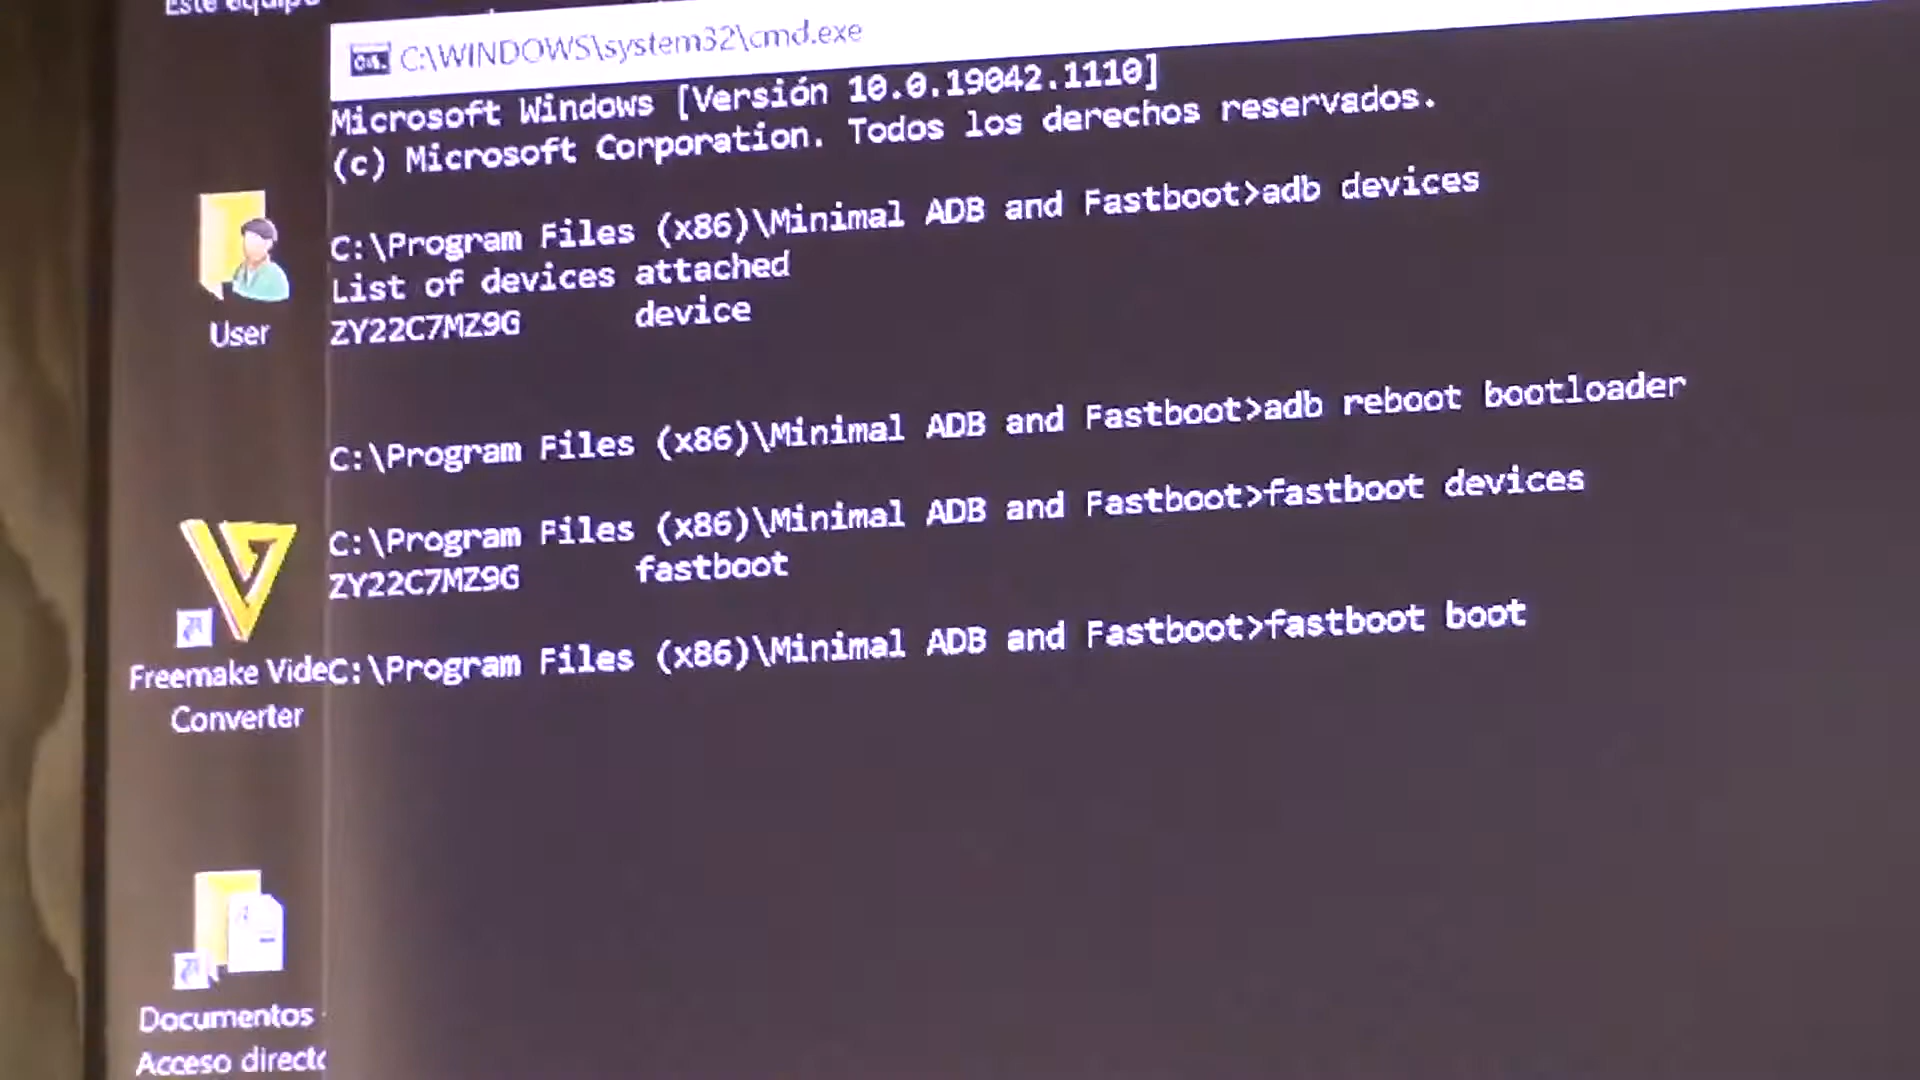 Este equipo
C:\WINDOWS\system32\cmd.exe
Microsoft Windows [Versión 10.0.19042.1110]
(c) Microsoft Corporation. Todos los derechos reservados.
C:\Program Files (x86)\Minimal ADB and Fastboot>adb devices
List of devices attached
ZY22C7MZ9G device
C:\Program Files (x86)\Minimal ADB and Fastboot>adb reboot bootloader
C:\Program Files (x86)\Minimal ADB and Fastboot>fastboot devices
ZY22C7MZ9G fastboot
C:\Program Files (x86)\Minimal ADB and Fastboot>fastboot boot
User
Freemake Vide
Converter
Documentos -
Acceso directo